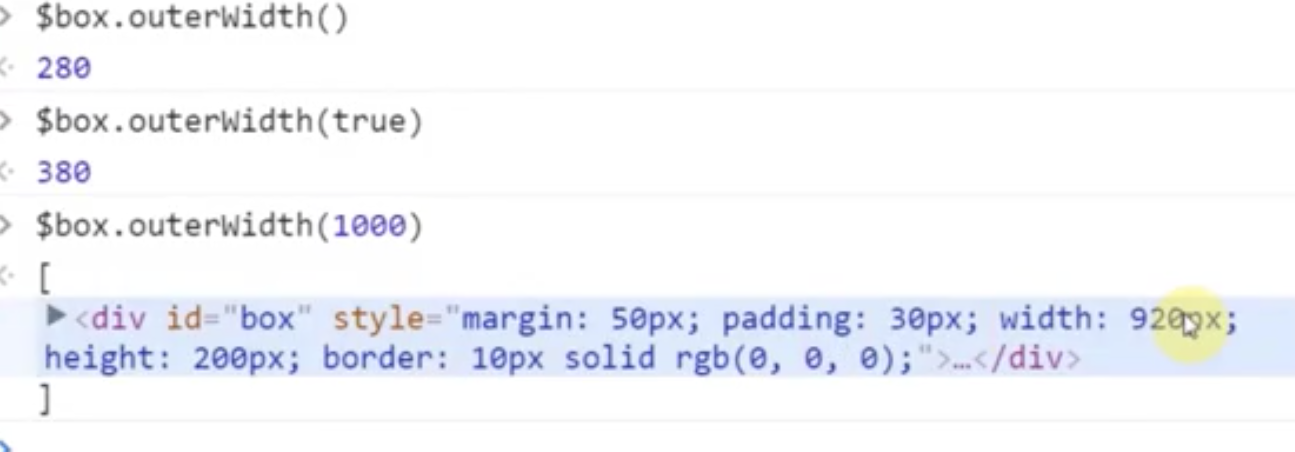 > $box.outerWidth()
<· 280
> $box.outerWidth(true)
<· 380
> $box.outerWidth(1000)
<· [
▶<div id="box" style="margin: 50px; padding: 30px; width: 920px;
height: 200px; border: 10px solid rgb(0, 0, 0);">…</div>
]